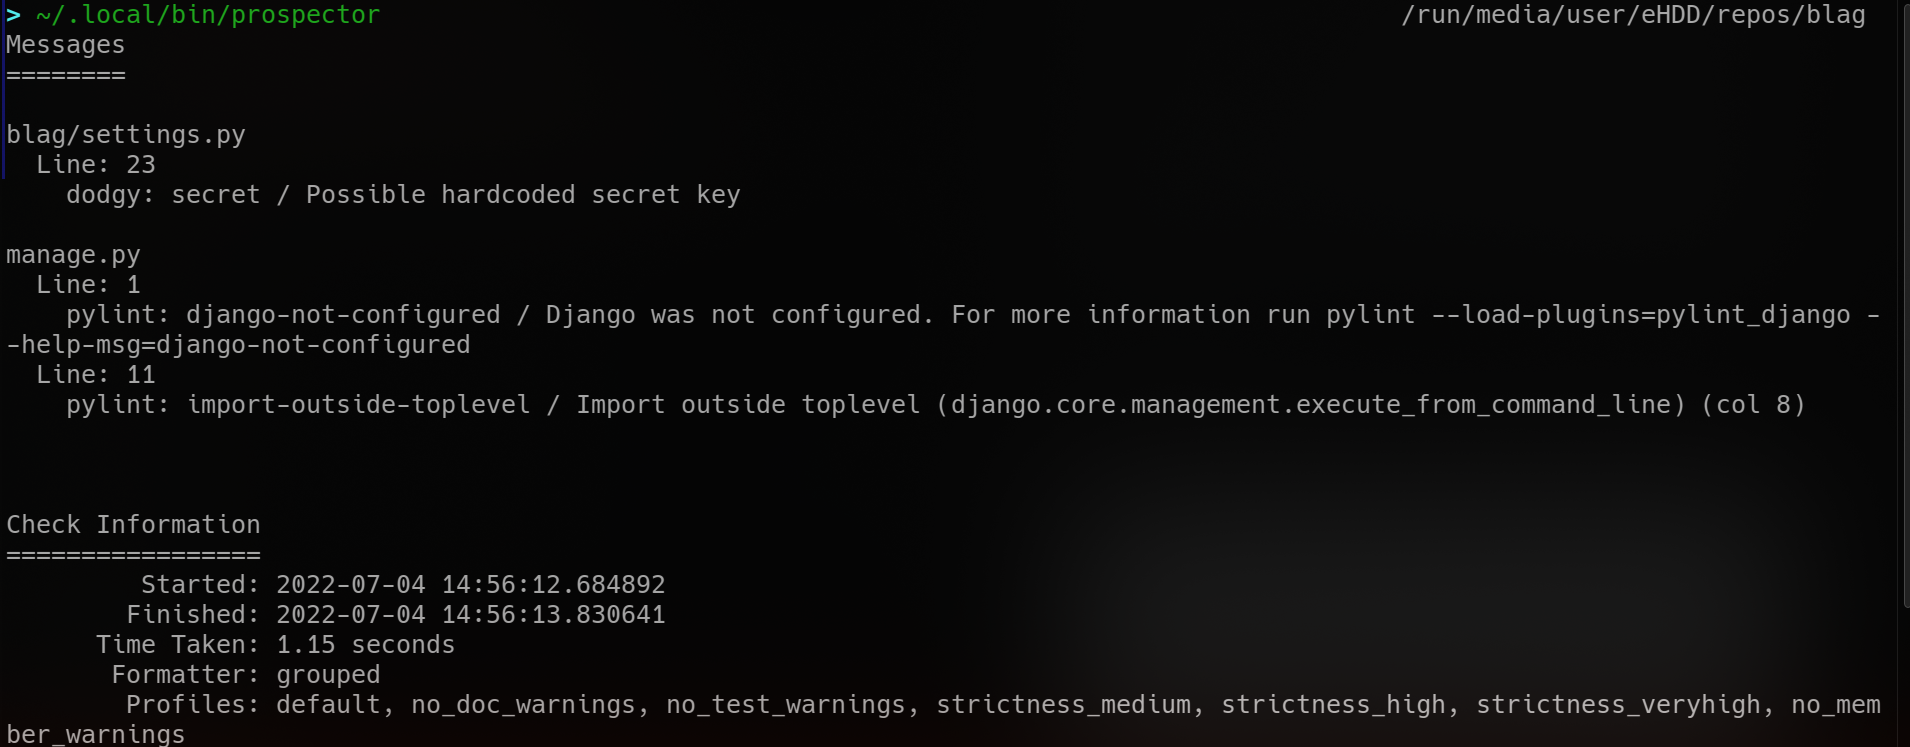 > ~/.local/bin/prospector /run/media/user/eHDD/repos/blag
Messages
========
blag/settings.py
Line: 23
dodgy: secret / Possible hardcoded secret key
manage.py
Line: 1
pylint: django-not-configured / Django was not configured. For more information run pylint --load-plugins=pylint_django -
-help-msg=django-not-configured
Line: 11
pylint: import-outside-toplevel / Import outside toplevel (django.core.management.execute_from_command_line) (col 8)
Check Information
=================
Started: 2022-07-04 14:56:12.684892
Finished: 2022-07-04 14:56:13.830641
Time Taken: 1.15 seconds
Formatter: grouped
Profiles: default, no_doc_warnings, no_test_warnings, strictness_medium, strictness_high, strictness_veryhigh, no_mem
ber_warnings